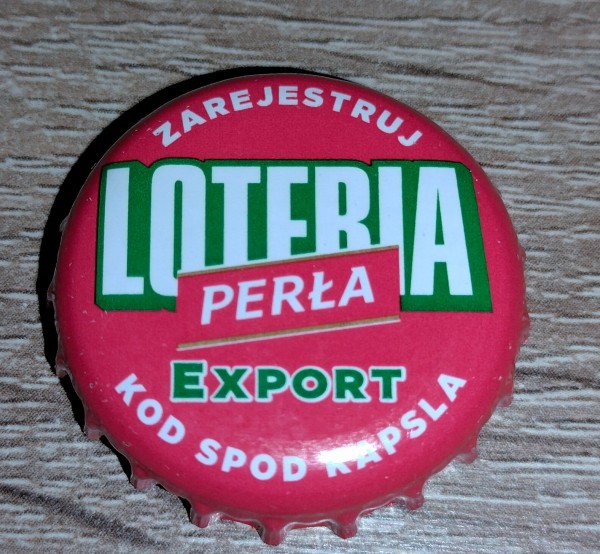 ZAREJESTRUJ
LOTERIA
PERŁA
EXPORT
KOD SPOD KAPSLA